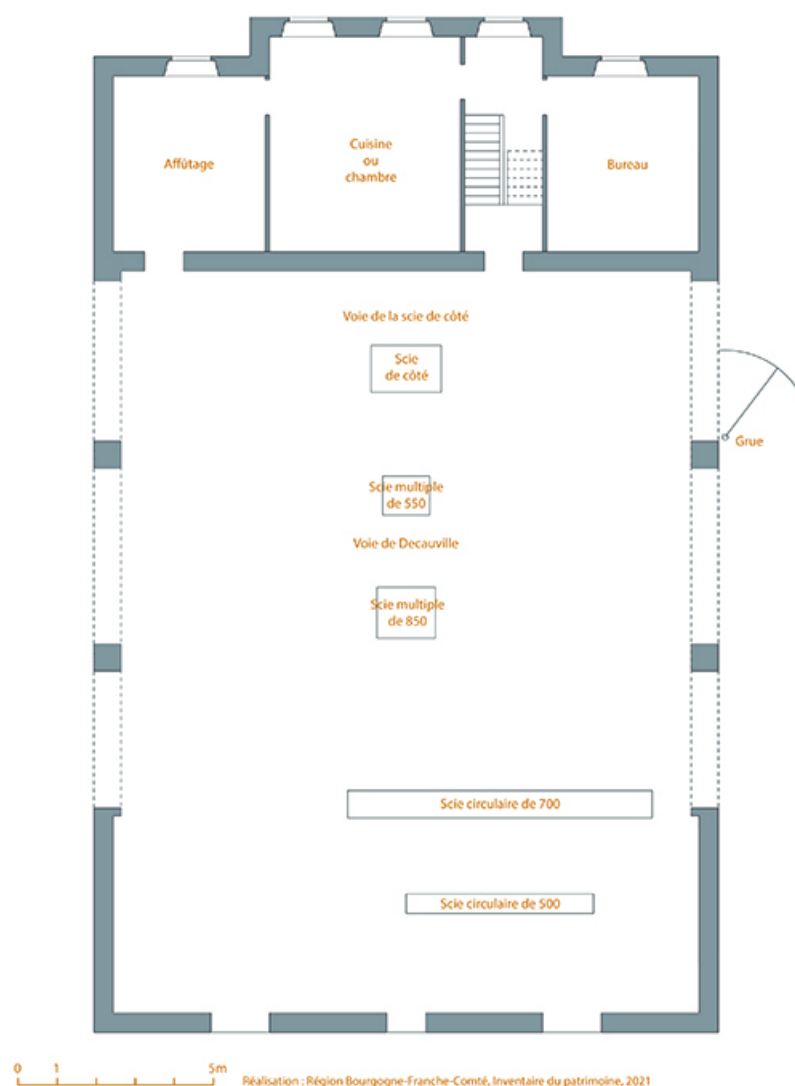 Affûtage
Cuisine
ou
chambre
Bureau
Voie de la scie de côté
Scie
de côté
Grue
Scie multiple
de 550
Voie de Decauville
Scie multiple
de 850
Scie circulaire de 700
Scie circulaire de 500
0 1 5m
Réalisation : Région Bourgogne-Franche-Comté, Inventaire du patrimoine, 2021